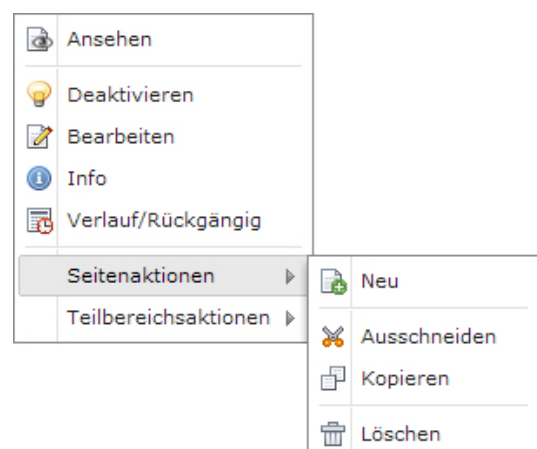 Ansehen
Deaktivieren
Bearbeiten
Info
Verlauf/Rückgängig
Seitenaktionen
Teilbereichsaktionen
Neu
Ausschneiden
Kopieren
Löschen